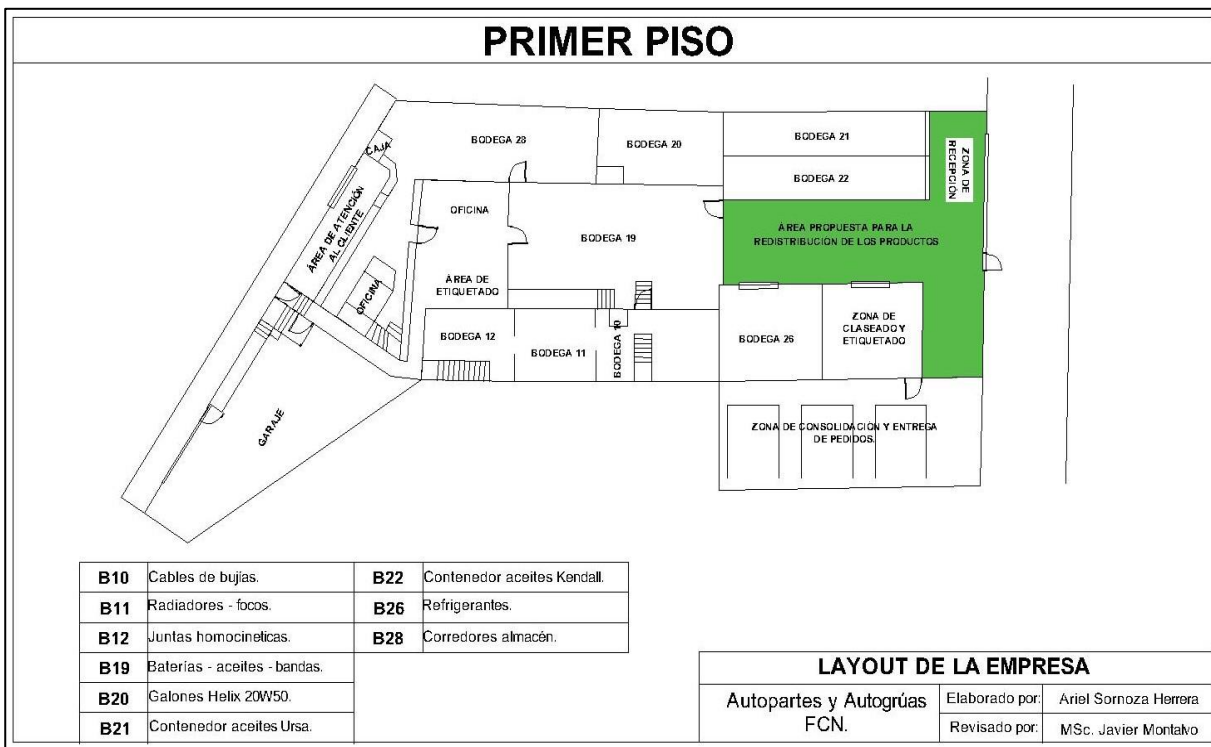 PRIMER PISO
BODEGA 28
BODEGA 20
BODEGA 21
BODEGA 22
ZONA DE
RECEPCIÓN
CAJA
ÁREA DE ATENCIÓN
AL CLIENTE
OFICINA
OFICINA
ÁREA DE
ETIQUETADO
BODEGA 19
ÁREA PROPUESTA PARA LA
REDISTRIBUCIÓN DE LOS PRODUCTOS
BODEGA 12
BODEGA 11
BODEGA 10
BODEGA 26
ZONA DE
CLASEADO Y
ETIQUETADO
GARAJE
ZONA DE CONSOLIDACIÓN Y ENTREGA
DE PEDIDOS.
B10 Cables de bujías.
B11 Radiadores - focos.
B12 Juntas homocineticas.
B19 Baterías - aceites - bandas.
B20 Galones Helix 20W50.
B21 Contenedor aceites Ursa.
B22 Contenedor aceites Kendall.
B26 Refrigerantes.
B28 Corredores almacén.
LAYOUT DE LA EMPRESA
Autopartes y Autogrúas
FCN.
Elaborado por: Ariel Sornoza Herrera
Revisado por: MSc. Javier Montalvo